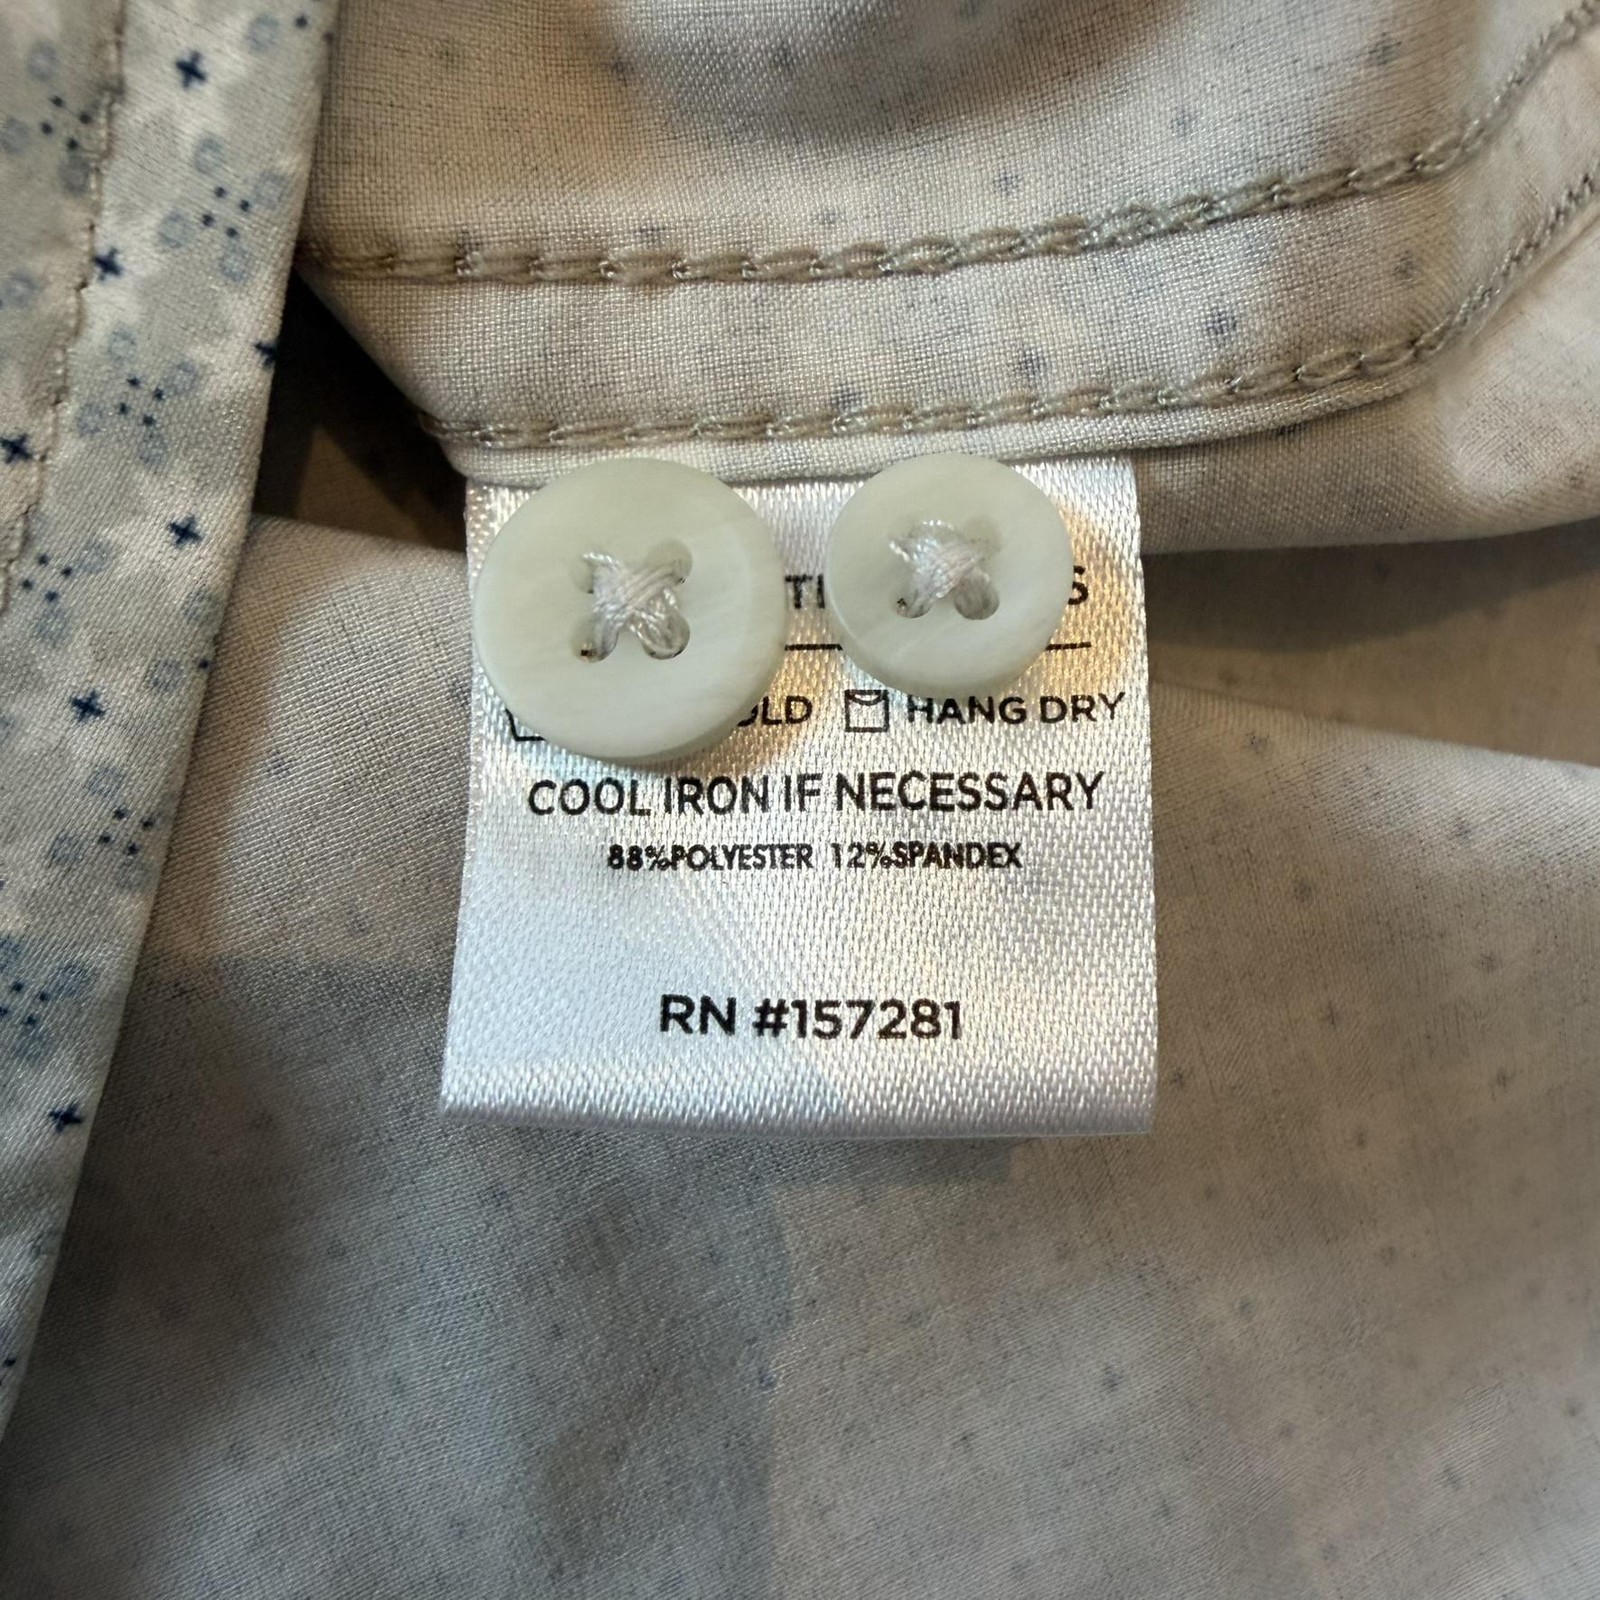 HANG DRY
COOL IRON IF NECESSARY
88%POLYESTER 12%SPANDEX
RN #157281